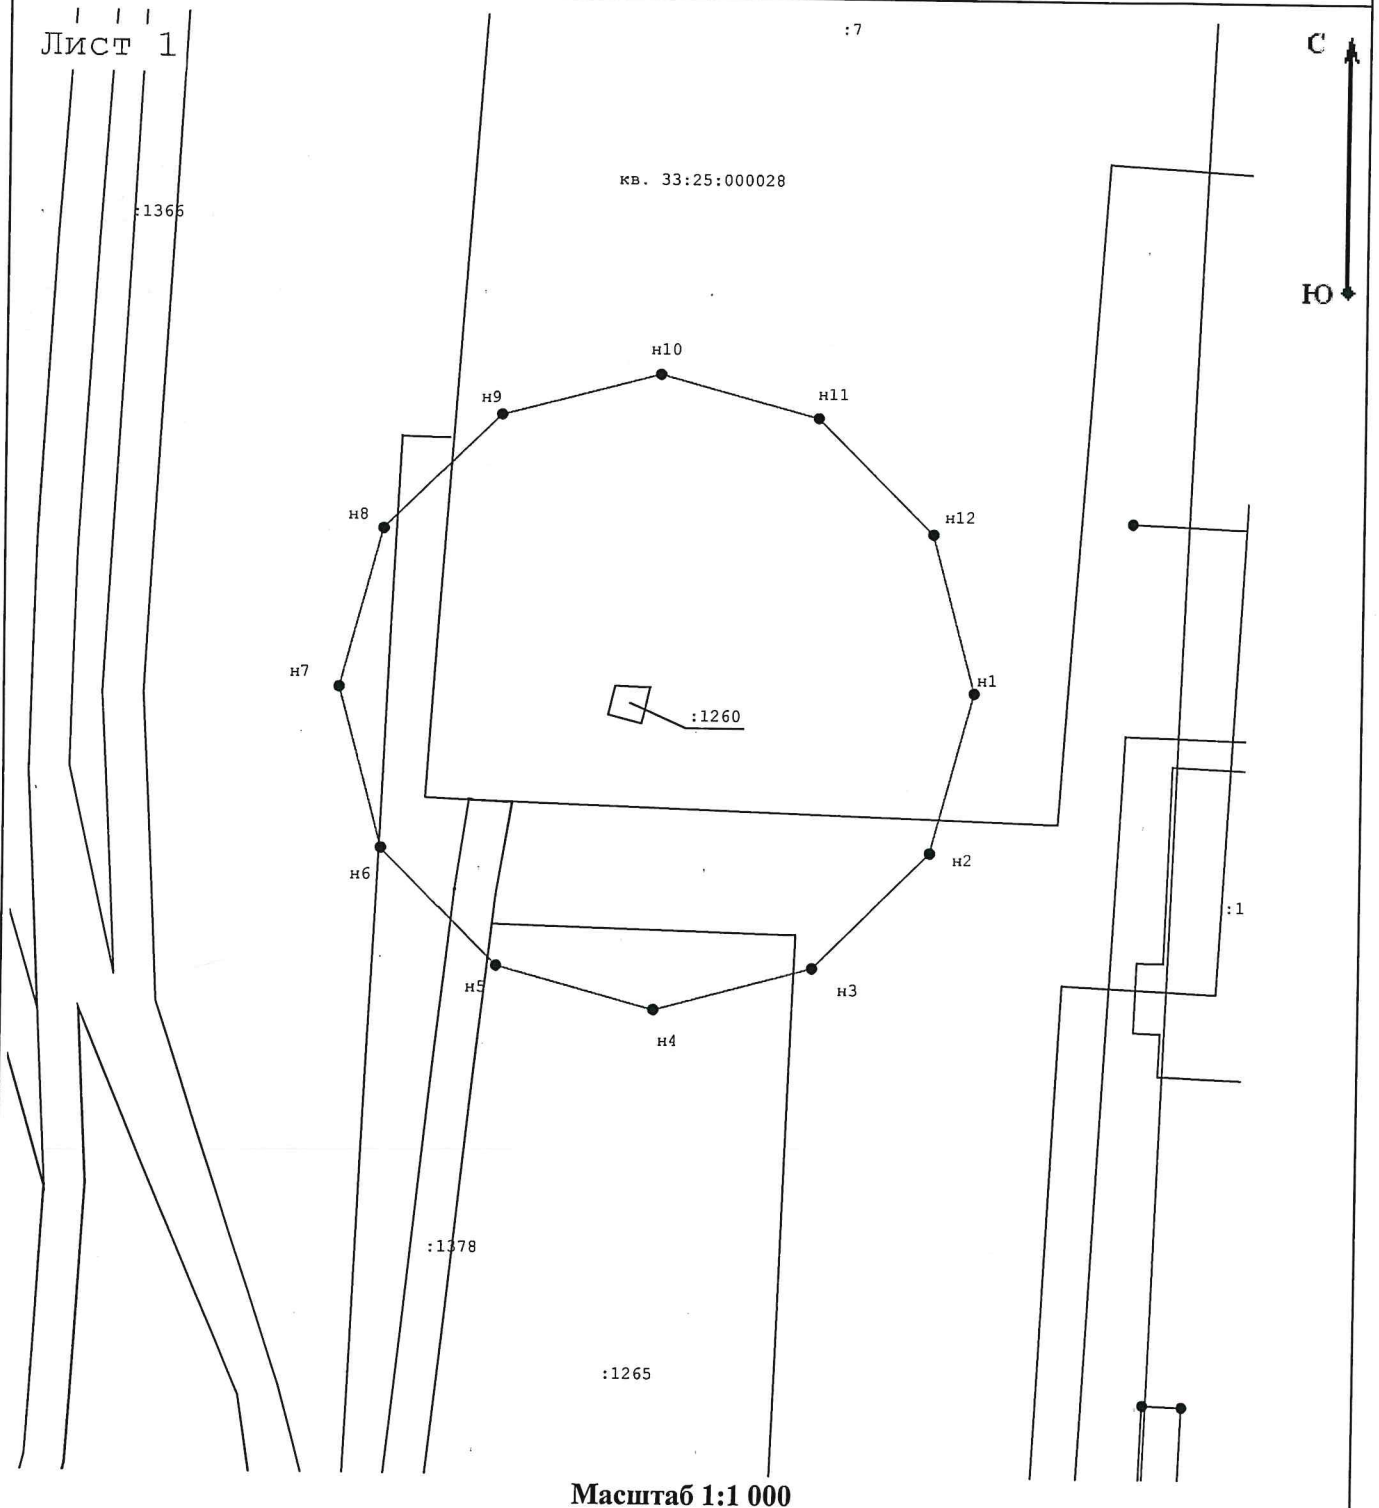 Лист 1
:7
С
кв. 33:25:000028
:1366
Ю
н10
н9
н11
н8
н12
н7
н1
:1260
н2
н6
:1
н5
н3
н4
:1378
:1265
Масштаб 1:1 000